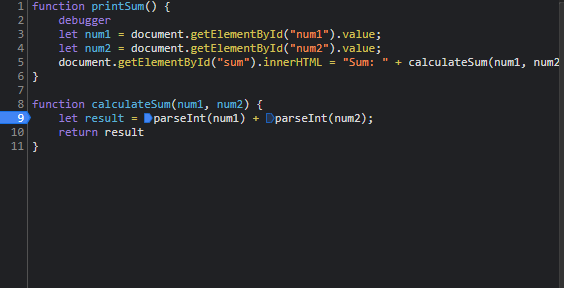 1 function printSum() {
2 debugger
3 let num1 = document.getElementById("num1").value;
4 let num2 = document.getElementById("num2").value;
5 document.getElementById("sum").innerHTML = "Sum: " + calculateSum(num1, num2
6 }
7
8 function calculateSum(num1, num2) {
9 let result = parseInt(num1) + parseInt(num2);
10 return result
11 }